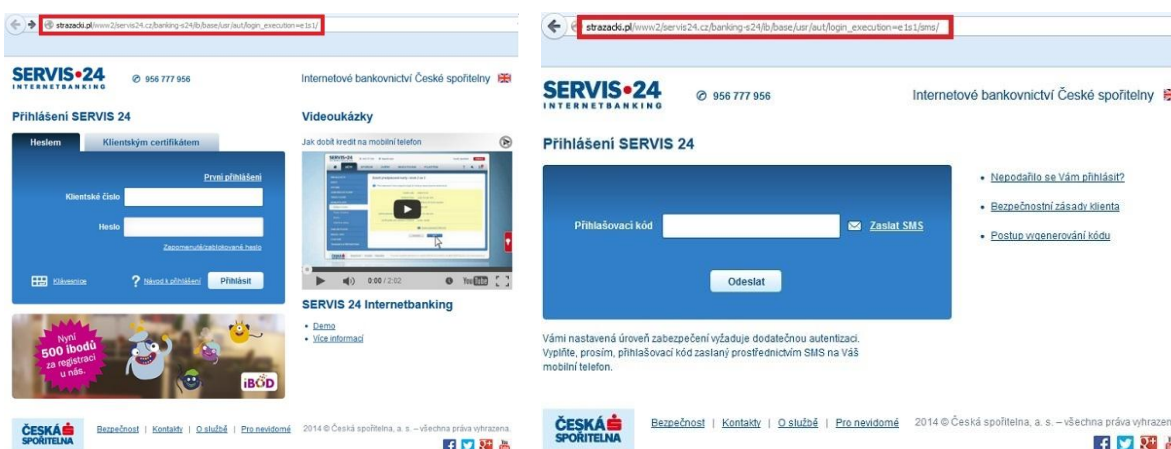 strazacki.pl/www2/servis24.cz/banking-s24/ib/base/usr/aut/login_execution=e1s1/
SERVIS 24
INTERNETBANKING
956 777 956
Internetové bankovnictví České spořitelny
Přihlášení SERVIS 24
Heslem
Klientským certifikátem
První přihlášení
Klientské číslo
Heslo
Zapomenuté/zablokované heslo
Klávesnice
Návod k přihlášení
Přihlásit
Videoukázky
Jak dobít kredit na mobilní telefon
0:00 / 2:02
YouTube
SERVIS 24 Internetbanking
Demo
Více informací
Nyní
500 ibodů
za registraci
u nás.
iBOD
ČESKÁ
SPOŘITELNA
Bezpečnost | Kontakty | O službě | Pro nevidomé
2014 © Česká spořitelna, a. s. – všechna práva vyhrazena.
strazacki.pl/www2/servis24.cz/banking-s24/ib/base/usr/aut/login_execution=e1s1/sms/
SERVIS 24
INTERNETBANKING
956 777 956
Internetové bankovnictví České spořitelny
Přihlášení SERVIS 24
Přihlašovací kód
Zaslat SMS
Odeslat
Nepodařilo se Vám přihlásit?
Bezpečnostní zásady klienta
Postup vygenerování kódu
Vámi nastavená úroveň zabezpečení vyžaduje dodatečnou autentizaci.
Vyplňte, prosím, přihlašovací kód zaslaný prostřednictvím SMS na Váš
mobilní telefon.
ČESKÁ
SPOŘITELNA
Bezpečnost | Kontakty | O službě | Pro nevidomé
2014 © Česká spořitelna, a. s. – všechna práva vyhrazen